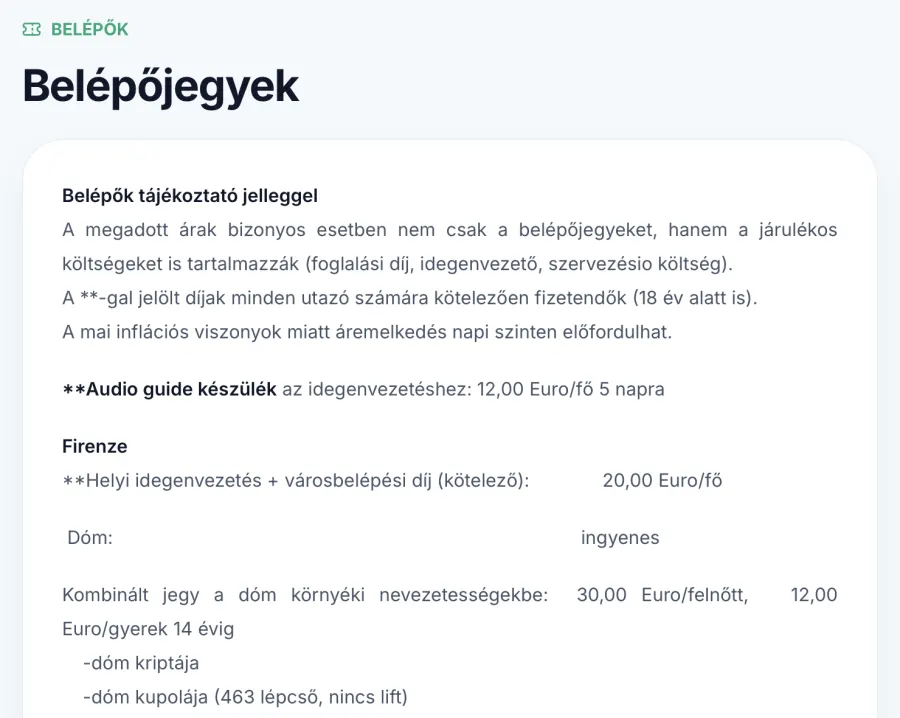 BELÉPŐK
Belépőjegyek
Belépők tájékoztató jelleggel
A megadott árak bizonyos esetben nem csak a belépőjegyeket, hanem a járulékos
költségeket is tartalmazzák (foglalási díj, idegenvezető, szervezésio költség).
A **-gal jelölt díjak minden utazó számára kötelezően fizetendők (18 év alatt is).
A mai inflációs viszonyok miatt áremelkedés napi szinten előfordulhat.
**Audio guide készülék az idegenvezetéshez: 12,00 Euro/fő 5 napra
Firenze
**Helyi idegenvezetés + városbelépési díj (kötelező): 20,00 Euro/fő
Dóm: ingyenes
Kombinált jegy a dóm környéki nevezetességekbe: 30,00 Euro/felnőtt, 12,00
Euro/gyerek 14 évig
-dóm kriptája
-dóm kupolája (463 lépcső, nincs lift)